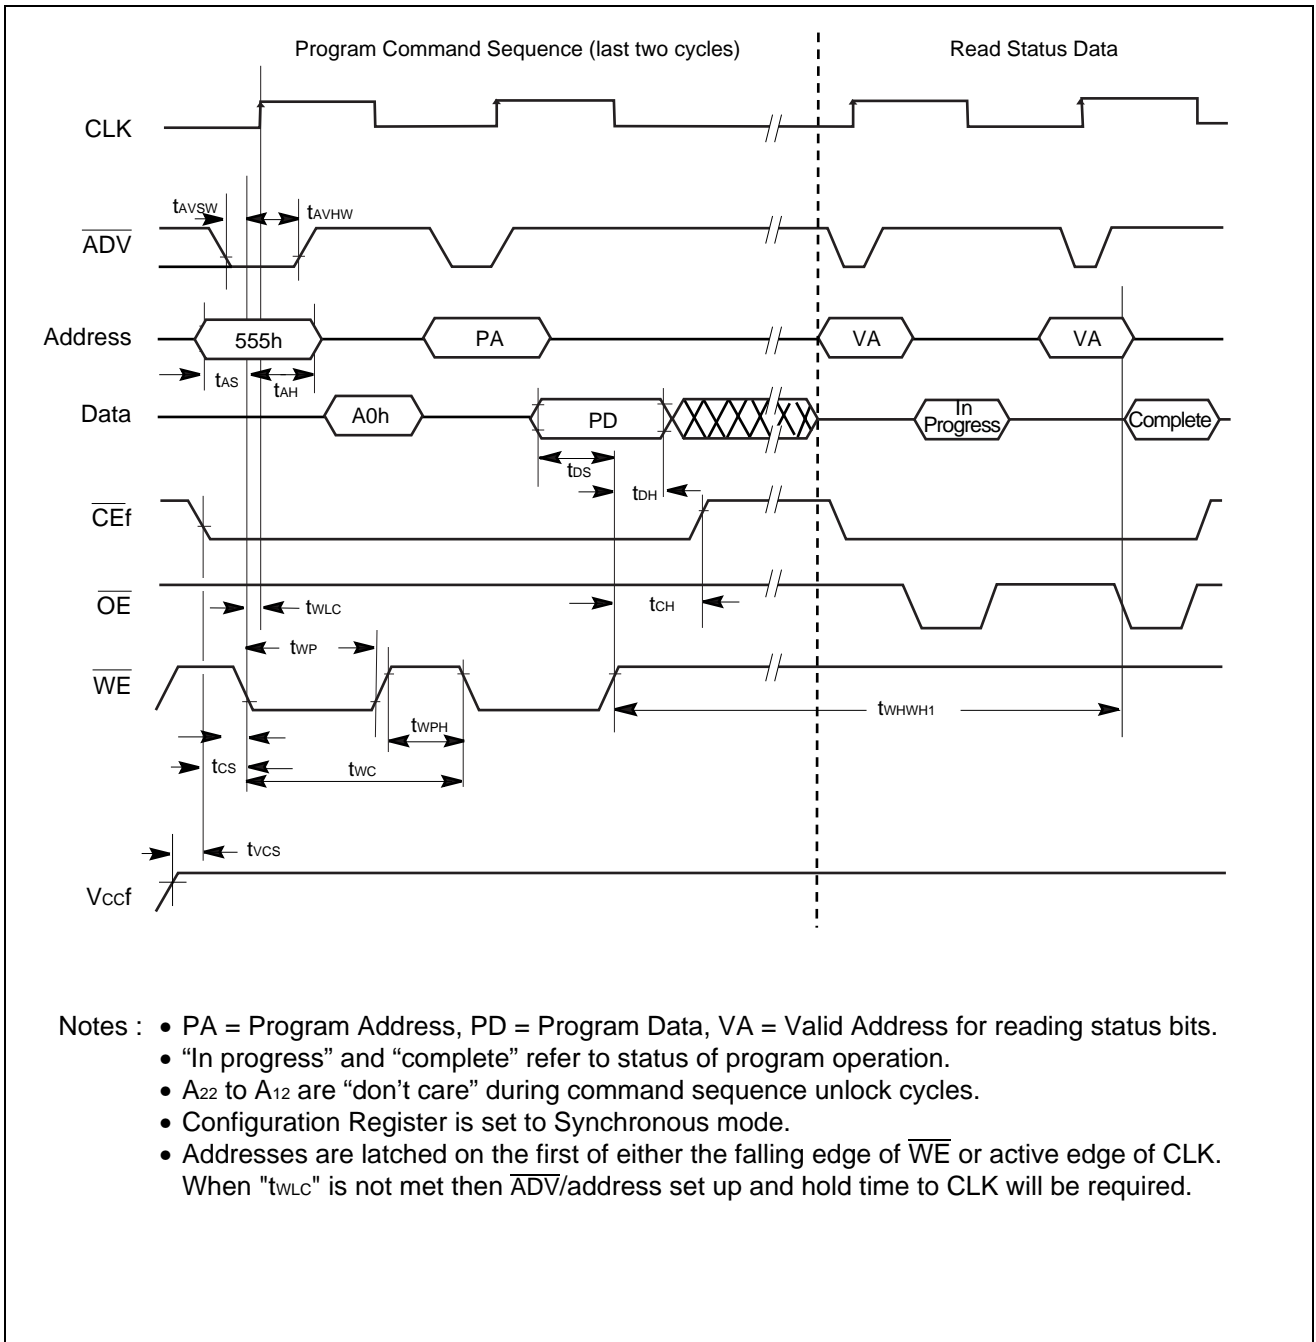 Program Command Sequence (last two cycles) Read Status Data
CLK
tAVSW tAVHW
ADV
Address 555h PA VA VA
tAS tAH
Data A0h PD In Progress Complete
tDS
tDH
CEf
OE tWLC tCH
tWP
WE
tWHWH1
tWPH
tCS tWC
tVCS
Vccf
Notes : • PA = Program Address, PD = Program Data, VA = Valid Address for reading status bits.
• “In progress” and “complete” refer to status of program operation.
• A22 to A12 are “don’t care” during command sequence unlock cycles.
• Configuration Register is set to Synchronous mode.
• Addresses are latched on the first of either the falling edge of WE or active edge of CLK.
When "tWLC" is not met then ADV/address set up and hold time to CLK will be required.